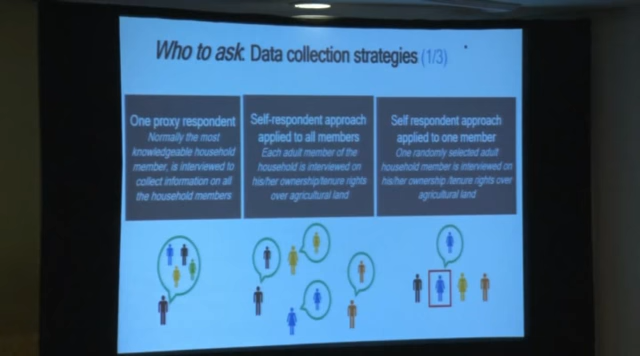 Who to ask. Data collection strategies (1/3)
One proxy respondent
Normally the most
knowledgeable household
member, is interviewed to
collect information on all
the household members
Self-respondent approach
applied to all members
Each adult member of the
household is interviewed on
his/her ownership/tenure rights
over agricultural land
Self respondent approach
applied to one member
One randomly selected adult
household member is interviewed on
his/her ownership /tenure rights over
agricultural land